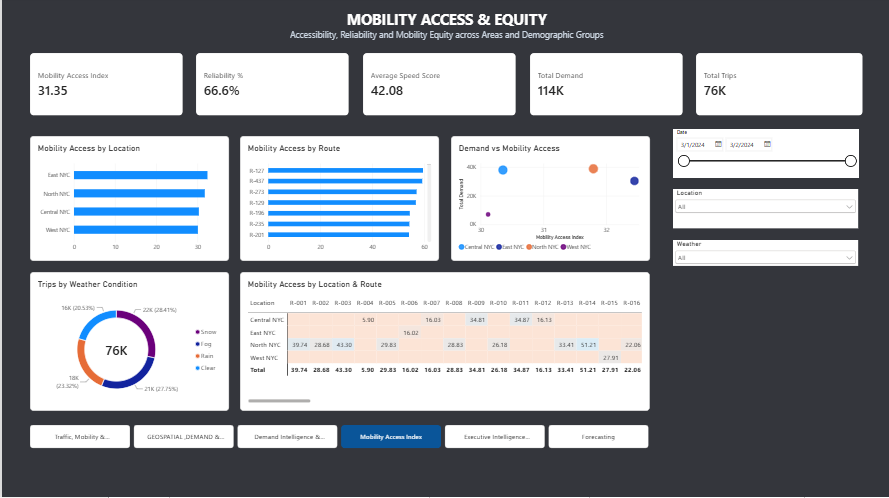 MOBILITY ACCESS & EQUITY
Accessibility, Reliability and Mobility Equity across Areas and Demographic Groups
Mobility Access Index
31.35
Reliability %
66.6%
Average Speed Score
42.08
Total Demand
114K
Total Trips
76K
Date
3/1/2024 3/2/2024
Location
All
Weather
All
Mobility Access by Location
East NYC
North NYC
Central NYC
West NYC
0 10 20 30
Mobility Access by Route
R-127
R-437
R-273
R-129
R-196
R-235
R-201
0 20 40 60
Demand vs Mobility Access
Total Demand
40K
20K
0K
30 31 32
Mobility Access Index
Central NYC East NYC North NYC West NYC
Trips by Weather Condition
16K (20.53%)
22K (28.41%)
76K
18K
(23.32%)
21K (27.75%)
Snow
Fog
Rain
Clear
Mobility Access by Location & Route
Location R-001 R-002 R-003 R-004 R-005 R-006 R-007 R-008 R-009 R-010 R-011 R-012 R-013 R-014 R-015 R-016
Central NYC 5.90 16.03 34.81 34.87 16.13
East NYC 16.02
North NYC 39.74 28.68 43.30 29.83 28.83 26.18 33.41 51.21 22.06
West NYC 27.91
Total 39.74 28.68 43.30 5.90 29.83 16.02 16.03 28.83 34.81 26.18 34.87 16.13 33.41 51.21 27.91 22.06
Traffic, Mobility &...
GEOSPATIAL ,DEMAND &...
Demand Intelligence &...
Mobility Access Index
Executive Intelligence...
Forecasting